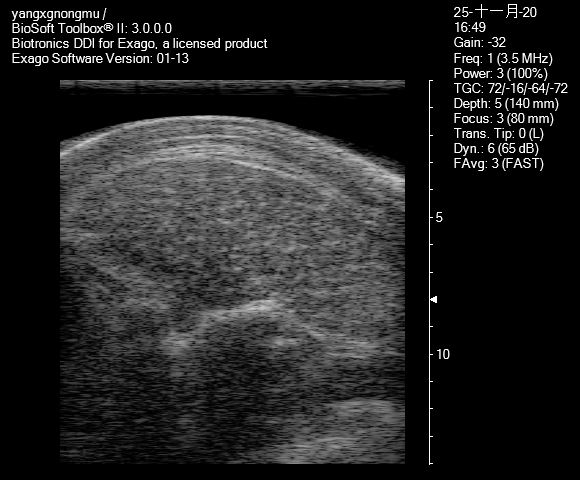 yangxgnongmu /
BioSoft Toolbox® II: 3.0.0.0
Biotronics DDI for Exago, a licensed product
Exago Software Version: 01-13
25-十一月-20
16:49
Gain: -32
Freq: 1 (3.5 MHz)
Power: 3 (100%)
TGC: 72/-16/-64/-72
Depth: 5 (140 mm)
Focus: 3 (80 mm)
Trans. Tip: 0 (L)
Dyn.: 6 (65 dB)
FAvg: 3 (FAST)
5
10